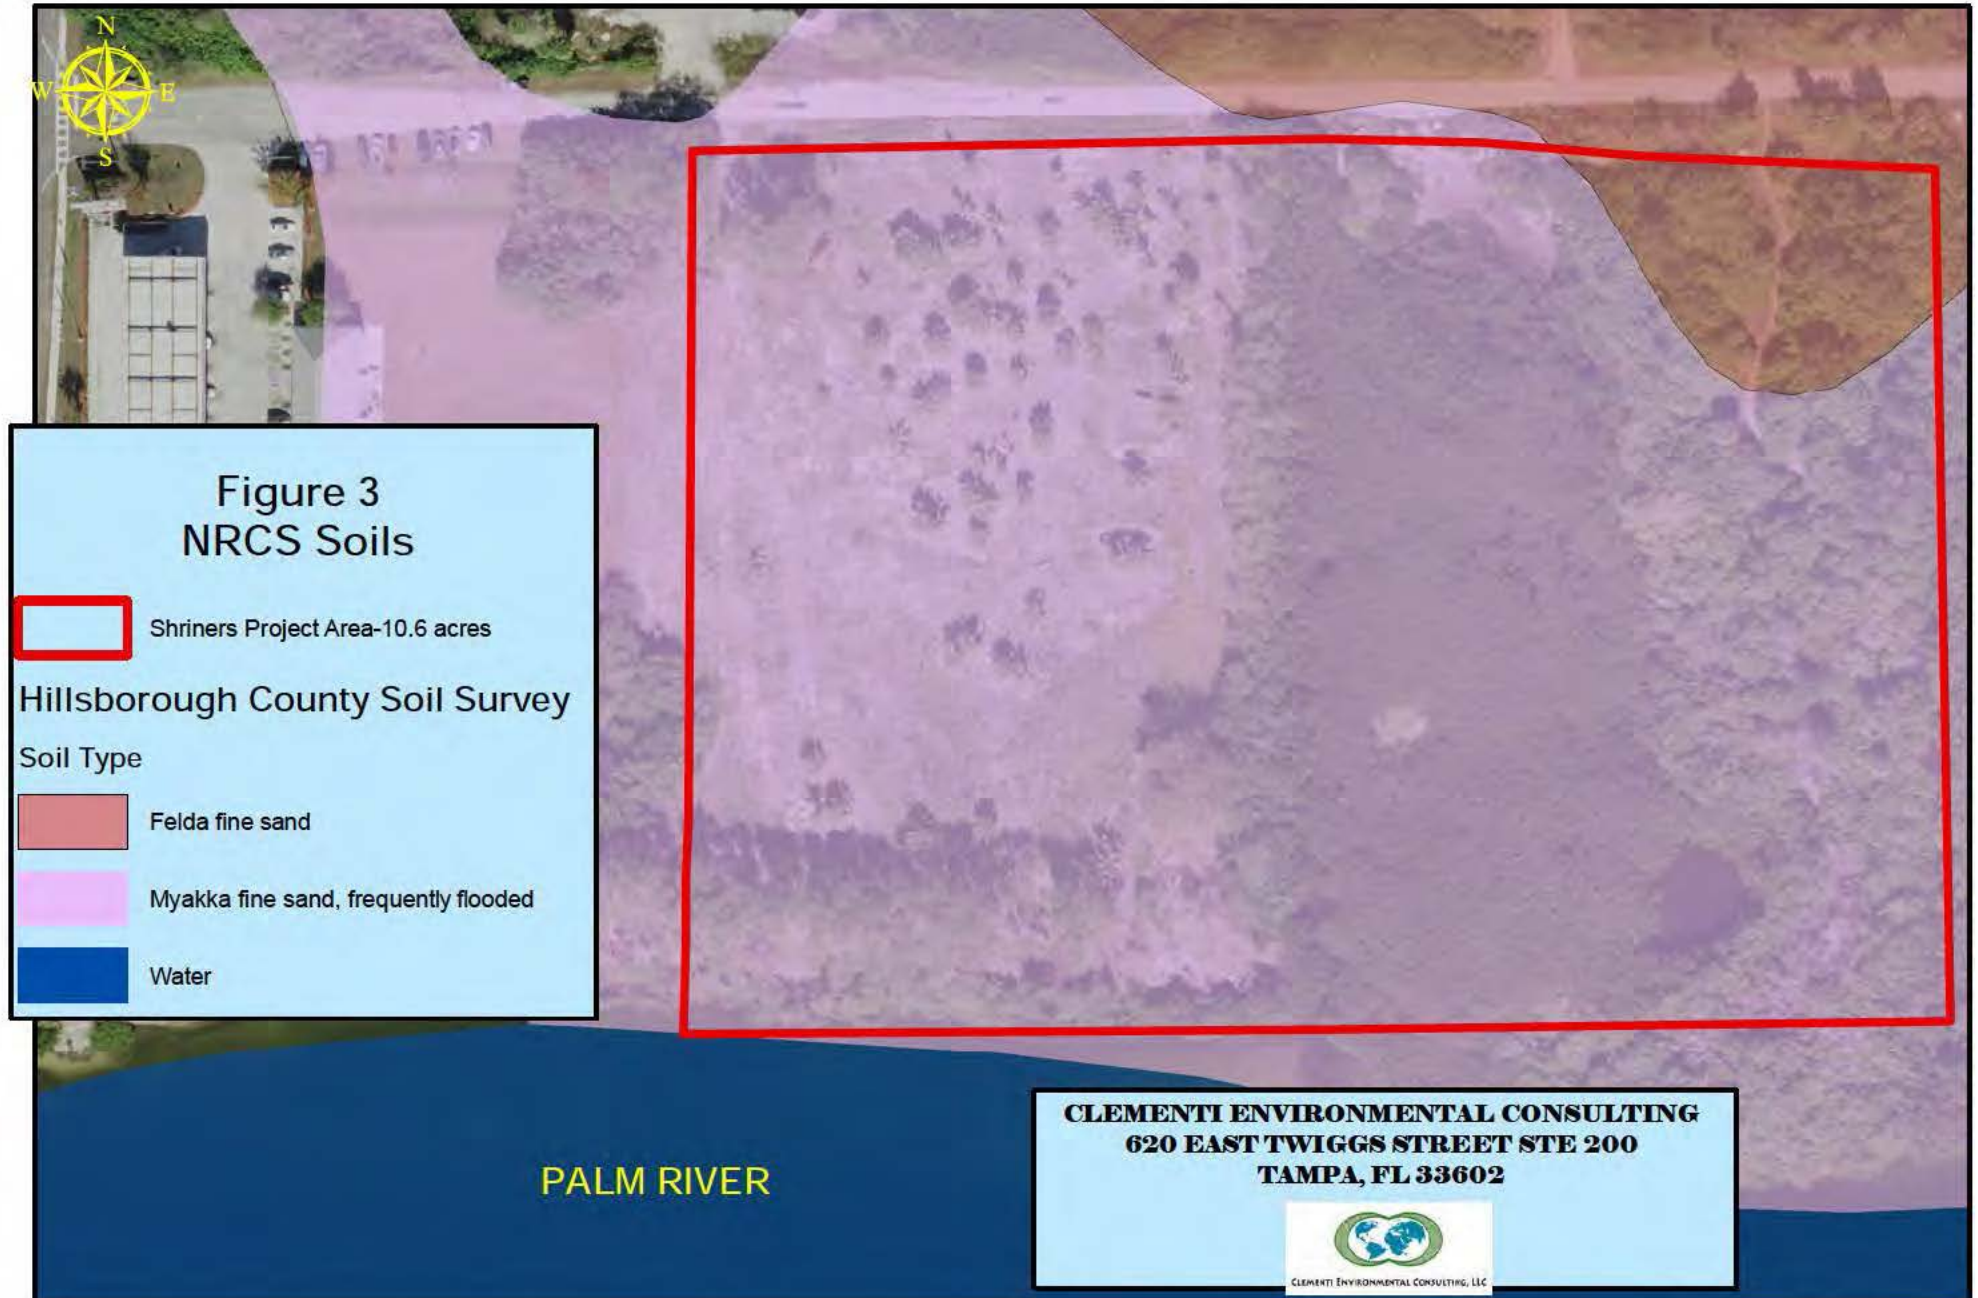 N
W E
S
Figure 3
NRCS Soils
Shriners Project Area-10.6 acres
Hillsborough County Soil Survey
Soil Type
Felda fine sand
Myakka fine sand, frequently flooded
Water
PALM RIVER
CLEMENTI ENVIRONMENTAL CONSULTING
620 EAST TWIGGS STREET STE 200
TAMPA, FL 33602
CLEMENTI ENVIRONMENTAL CONSULTING, LLC